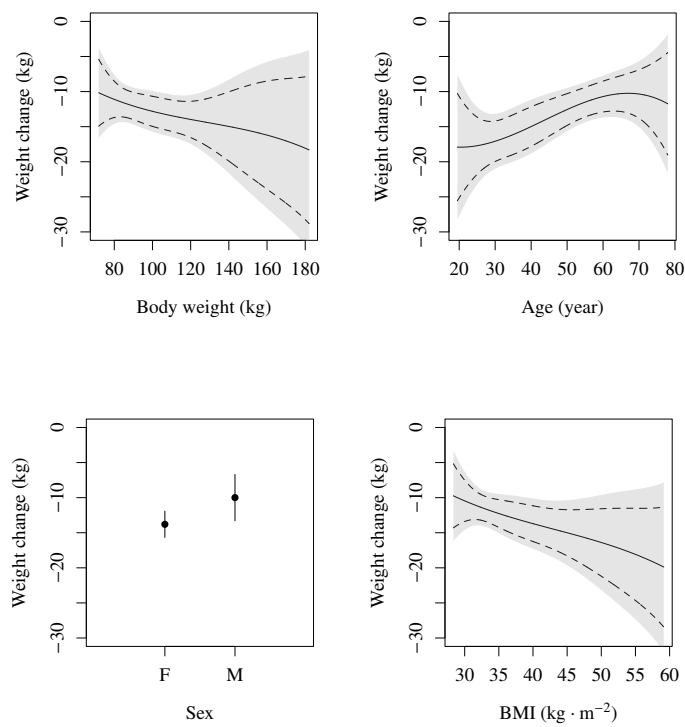 0
−10
−20
−30
Weight change (kg)
80 100 120 140 160 180
Body weight (kg)
0
−10
−20
−30
Weight change (kg)
20 30 40 50 60 70 80
Age (year)
0
−10
−20
−30
Weight change (kg)
F M
Sex
0
−10
−20
−30
Weight change (kg)
30 35 40 45 50 55 60
BMI (kg · m⁻²)